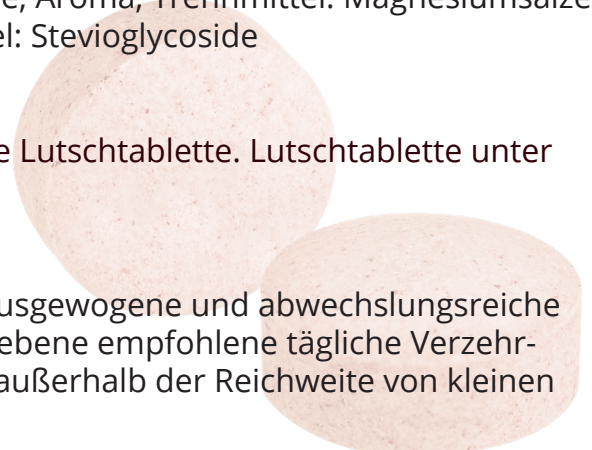 e, Aroma, Trennmittel: Magnesiumsalze
el: Stevioglycoside
e Lutschtablette. Lutschtablette unter
usgewogene und abwechslungsreiche
ebene empfohlene tägliche Verzehr-
außerhalb der Reichweite von kleinen